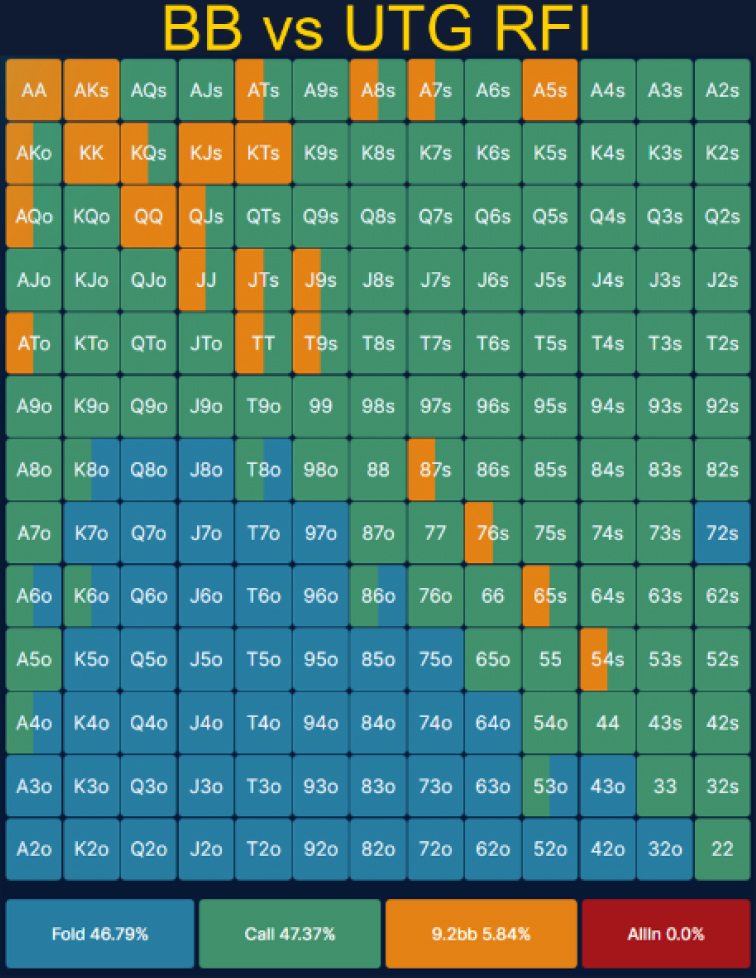 BB vs UTG RFI
AA AKs AQs AJs ATs A9s A8s A7s A6s A5s A4s A3s A2s
AKo KK KQs KJs KTs K9s K8s K7s K6s K5s K4s K3s K2s
AQo KQo QQ QJs QTs Q9s Q8s Q7s Q6s Q5s Q4s Q3s Q2s
AJo KJo QJo JJ JTs J9s J8s J7s J6s J5s J4s J3s J2s
ATo KTo QTo JTo TT T9s T8s T7s T6s T5s T4s T3s T2s
A9o K9o Q9o J9o T9o 99 98s 97s 96s 95s 94s 93s 92s
A8o K8o Q8o J8o T8o 98o 88 87s 86s 85s 84s 83s 82s
A7o K7o Q7o J7o T7o 97o 87o 77 76s 75s 74s 73s 72s
A6o K6o Q6o J6o T6o 96o 86o 76o 66 65s 64s 63s 62s
A5o K5o Q5o J5o T5o 95o 85o 75o 65o 55 54s 53s 52s
A4o K4o Q4o J4o T4o 94o 84o 74o 64o 54o 44 43s 42s
A3o K3o Q3o J3o T3o 93o 83o 73o 63o 53o 43o 33 32s
A2o K2o Q2o J2o T2o 92o 82o 72o 62o 52o 42o 32o 22
Fold 46.79% Call 47.37% 9.2bb 5.84% AllIn 0.0%